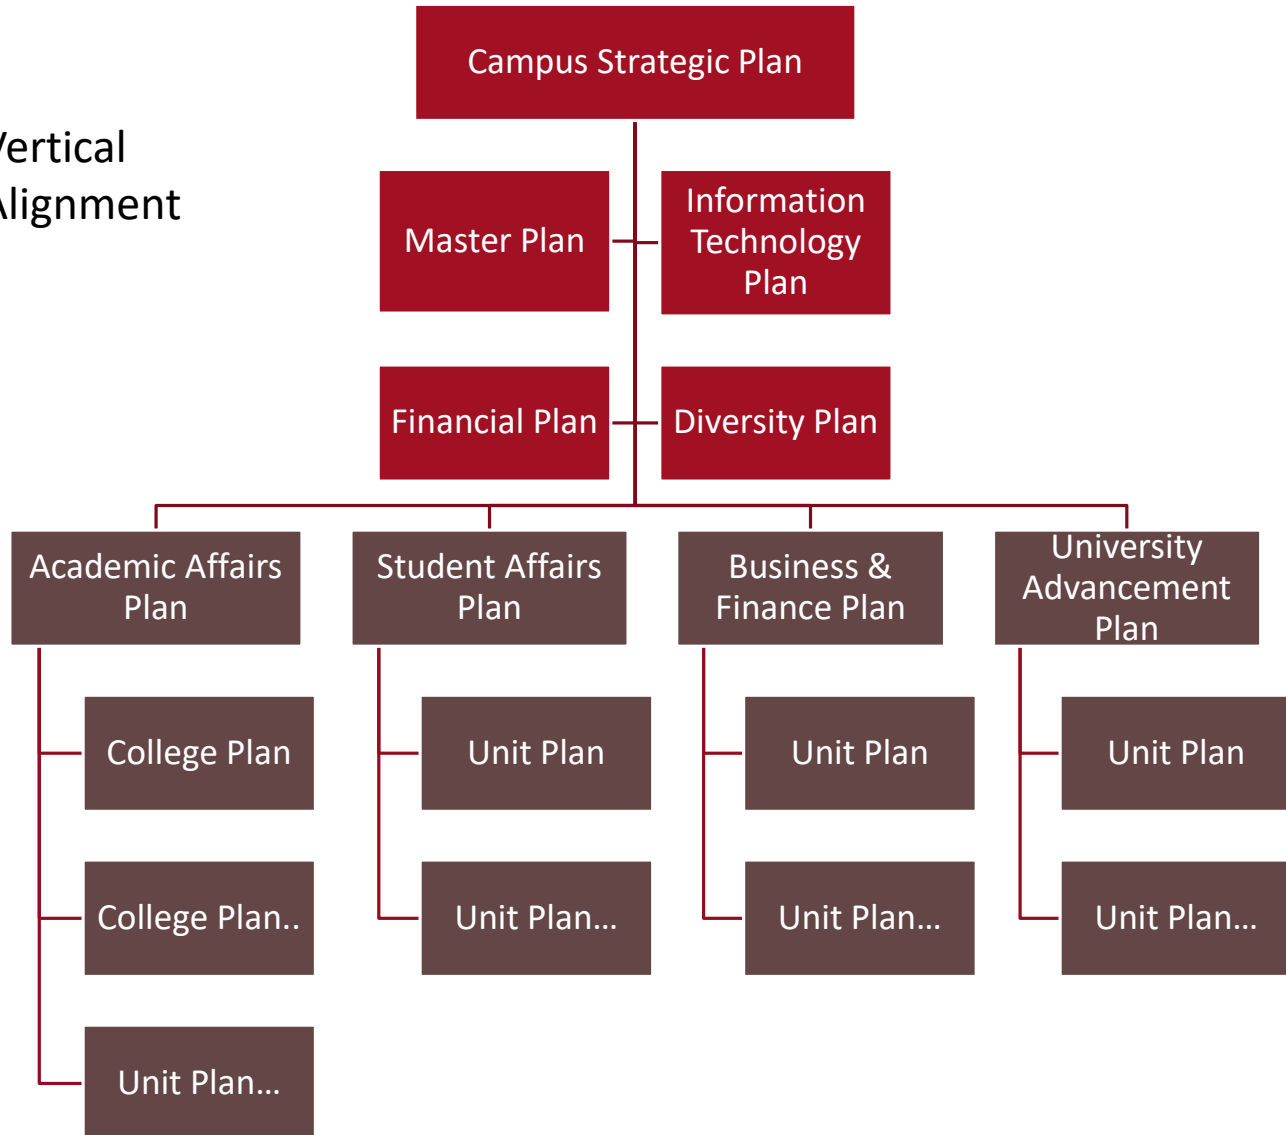 Campus Strategic Plan
Vertical
Alignment
Master Plan
Information
Technology
Plan
Financial Plan
Diversity Plan
Academic Affairs
Plan
Student Affairs
Plan
Business &
Finance Plan
University
Advancement
Plan
College Plan
Unit Plan
Unit Plan
Unit Plan
College Plan..
Unit Plan...
Unit Plan...
Unit Plan...
Unit Plan...